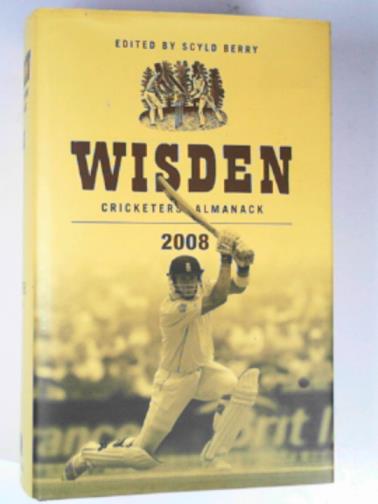 EDITED BY SCYLD BERRY
WISDEN
CRICKETERS' ALMANACK
2008